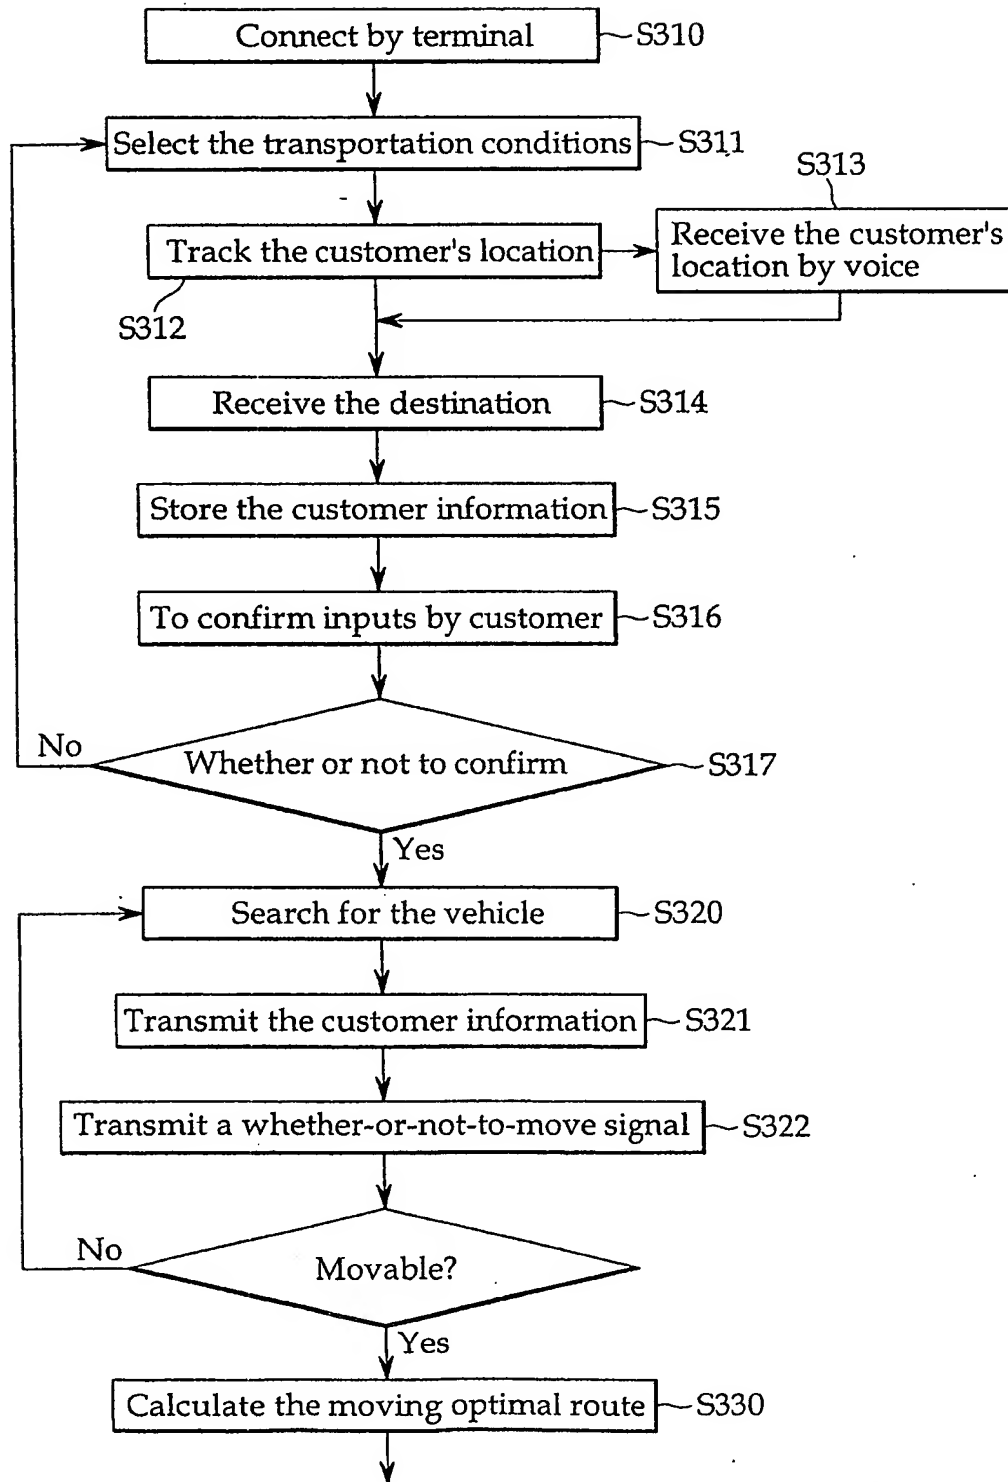 Connect by terminal
S310
Select the transportation conditions
S311
S313
Track the customer's location
Receive the customer's
location by voice
S312
Receive the destination
S314
Store the customer information
S315
To confirm inputs by customer
S316
No
Whether or not to confirm
S317
Yes
Search for the vehicle
S320
Transmit the customer information
S321
Transmit a whether-or-not-to-move signal
S322
No
Movable?
Yes
Calculate the moving optimal route
S330